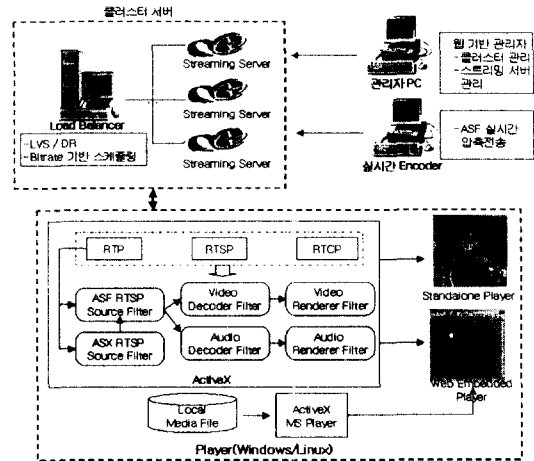 클러스터 서버
Streaming Server
Streaming Server
Streaming Server
Load Balancer
-LVS / DR
-Bitrate 기반 스케쥴링
관리자 PC
웹 기반 관리자
-클러스터 관리
-스트리밍 서버
관리
실시간 Encoder
-ASF 실시간
압축전송
RTP
RTSP
RTCP
ASF RTSP
Source Filter
Video
Decoder Filter
Video
Renderer Filter
ASX RTSP
Source Filter
Audio
Decoder Filter
Audio
Renderer Filter
ActiveX
Standalone Player
Web Embedded
Player
Local
Media File
ActiveX
MS Player
Player(Windows/Linux)